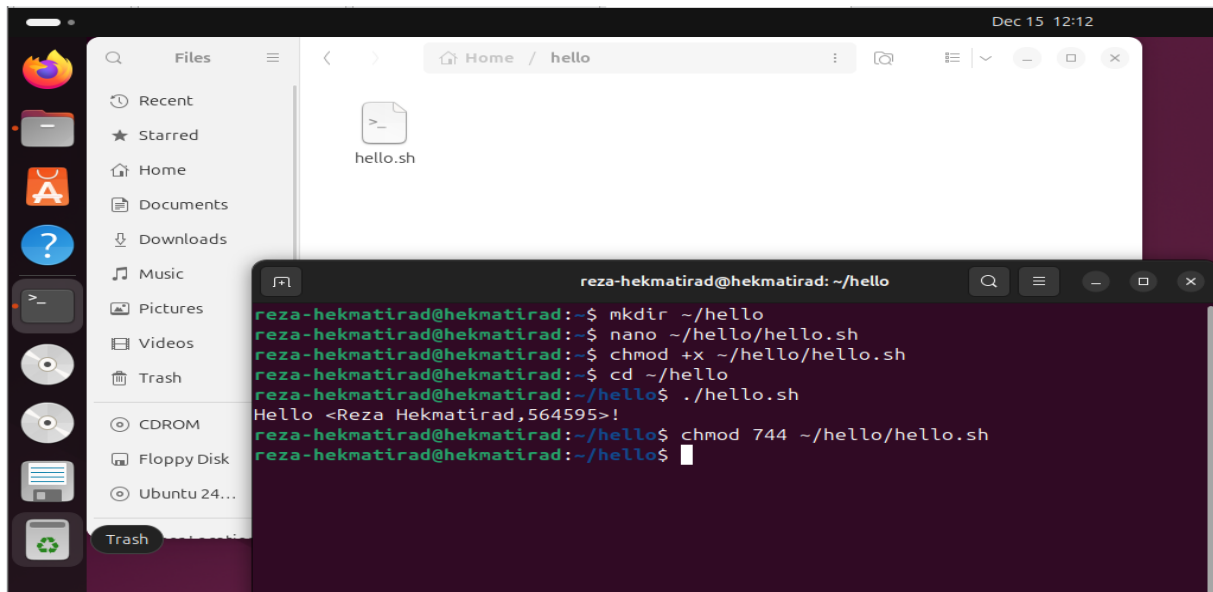 Dec 15 12:12
Files
Home / hello
Recent
Starred
Home
Documents
Downloads
Music
Pictures
Videos
Trash
CDROM
Floppy Disk
Ubuntu 24...
hello.sh
Trash
reza-hekmatirad@hekmatirad: ~/hello
reza-hekmatirad@hekmatirad:~$ mkdir ~/hello
reza-hekmatirad@hekmatirad:~$ nano ~/hello/hello.sh
reza-hekmatirad@hekmatirad:~$ chmod +x ~/hello/hello.sh
reza-hekmatirad@hekmatirad:~$ cd ~/hello
reza-hekmatirad@hekmatirad:~/hello$ ./hello.sh
Hello <Reza Hekmatirad,564595>!
reza-hekmatirad@hekmatirad:~/hello$ chmod 744 ~/hello/hello.sh
reza-hekmatirad@hekmatirad:~/hello$